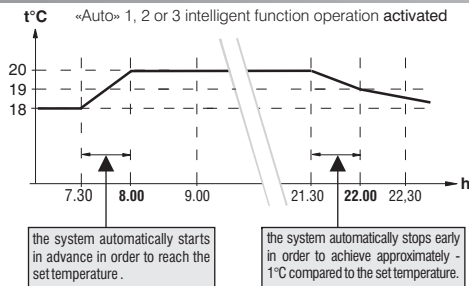 t°C
«Auto» 1, 2 or 3 intelligent function operation activated
20
19
18
h
7.30
8.00
9.00
21.30
22.00
22,30
the system automatically starts
in advance in order to reach the
set temperature .
the system automatically stops early
in order to achieve approximately -
1°C compared to the set temperature.